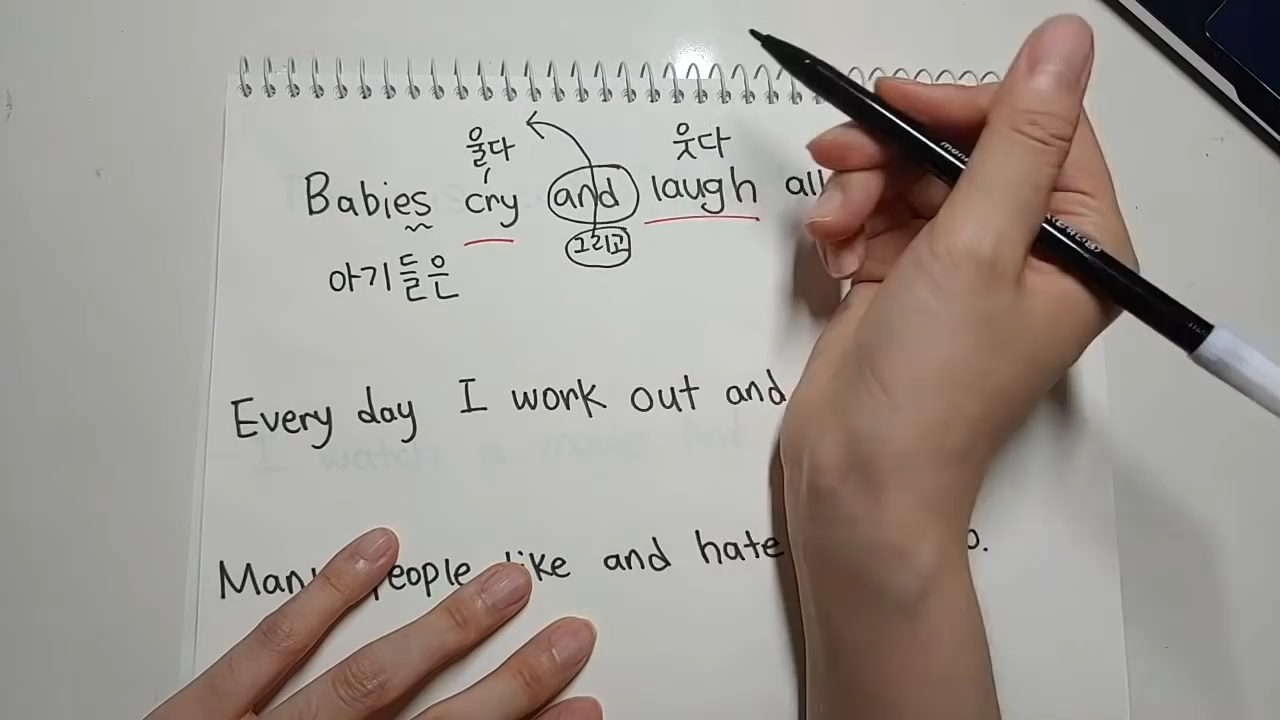 울다 웃다
Babies cry and laugh all
그리고
아기들은
Every day I work out and
people like and hate